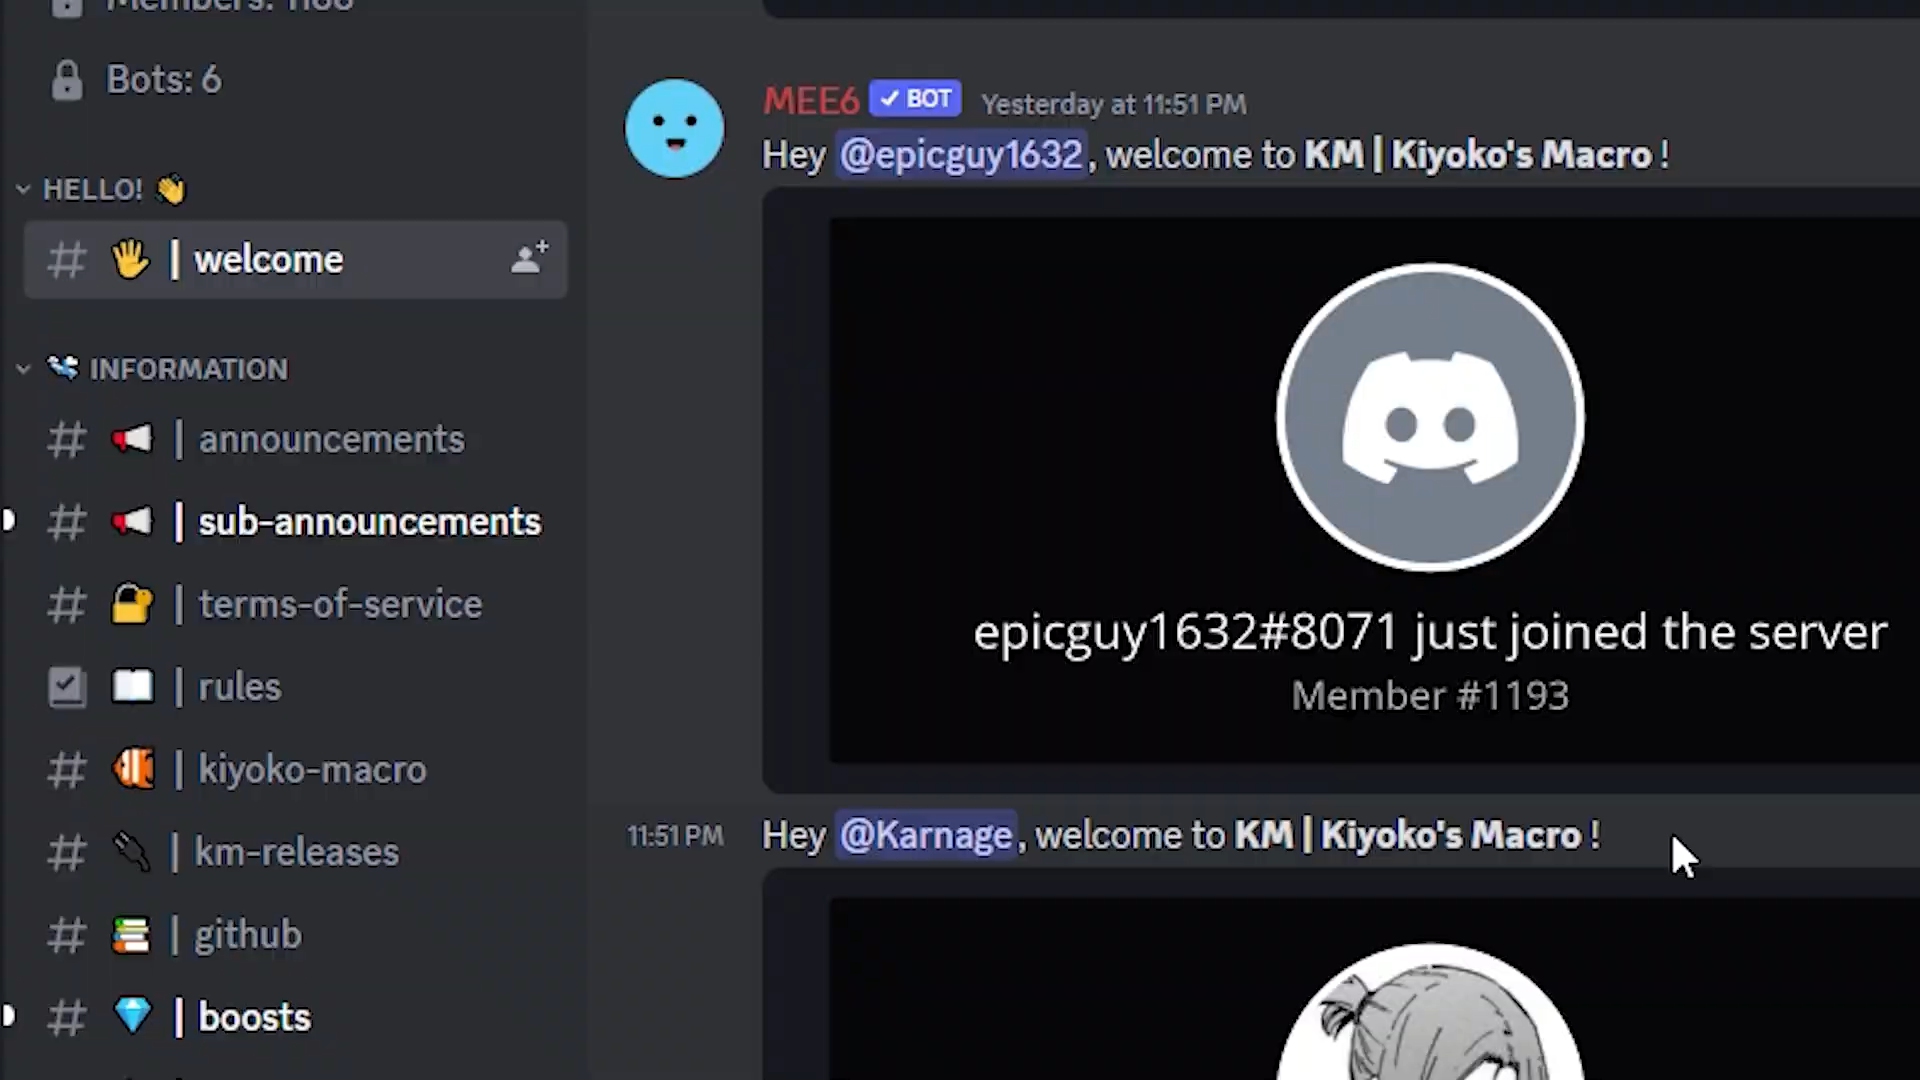 Bots: 6
HELLO! 👋
# 🖐 | welcome
INFORMATION
# 📢 | announcements
# 📢 | sub-announcements
# 🔐 | terms-of-service
📖 | rules
# 🐠 | kiyoko-macro
# 🔌 | km-releases
# 📚 | github
# 💎 | boosts
MEE6 ✓ BOT Yesterday at 11:51 PM
Hey @epicguy1632, welcome to KM | Kiyoko's Macro !
epicguy1632#8071 just joined the server
Member #1193
11:51 PM Hey @Karnage, welcome to KM | Kiyoko's Macro !